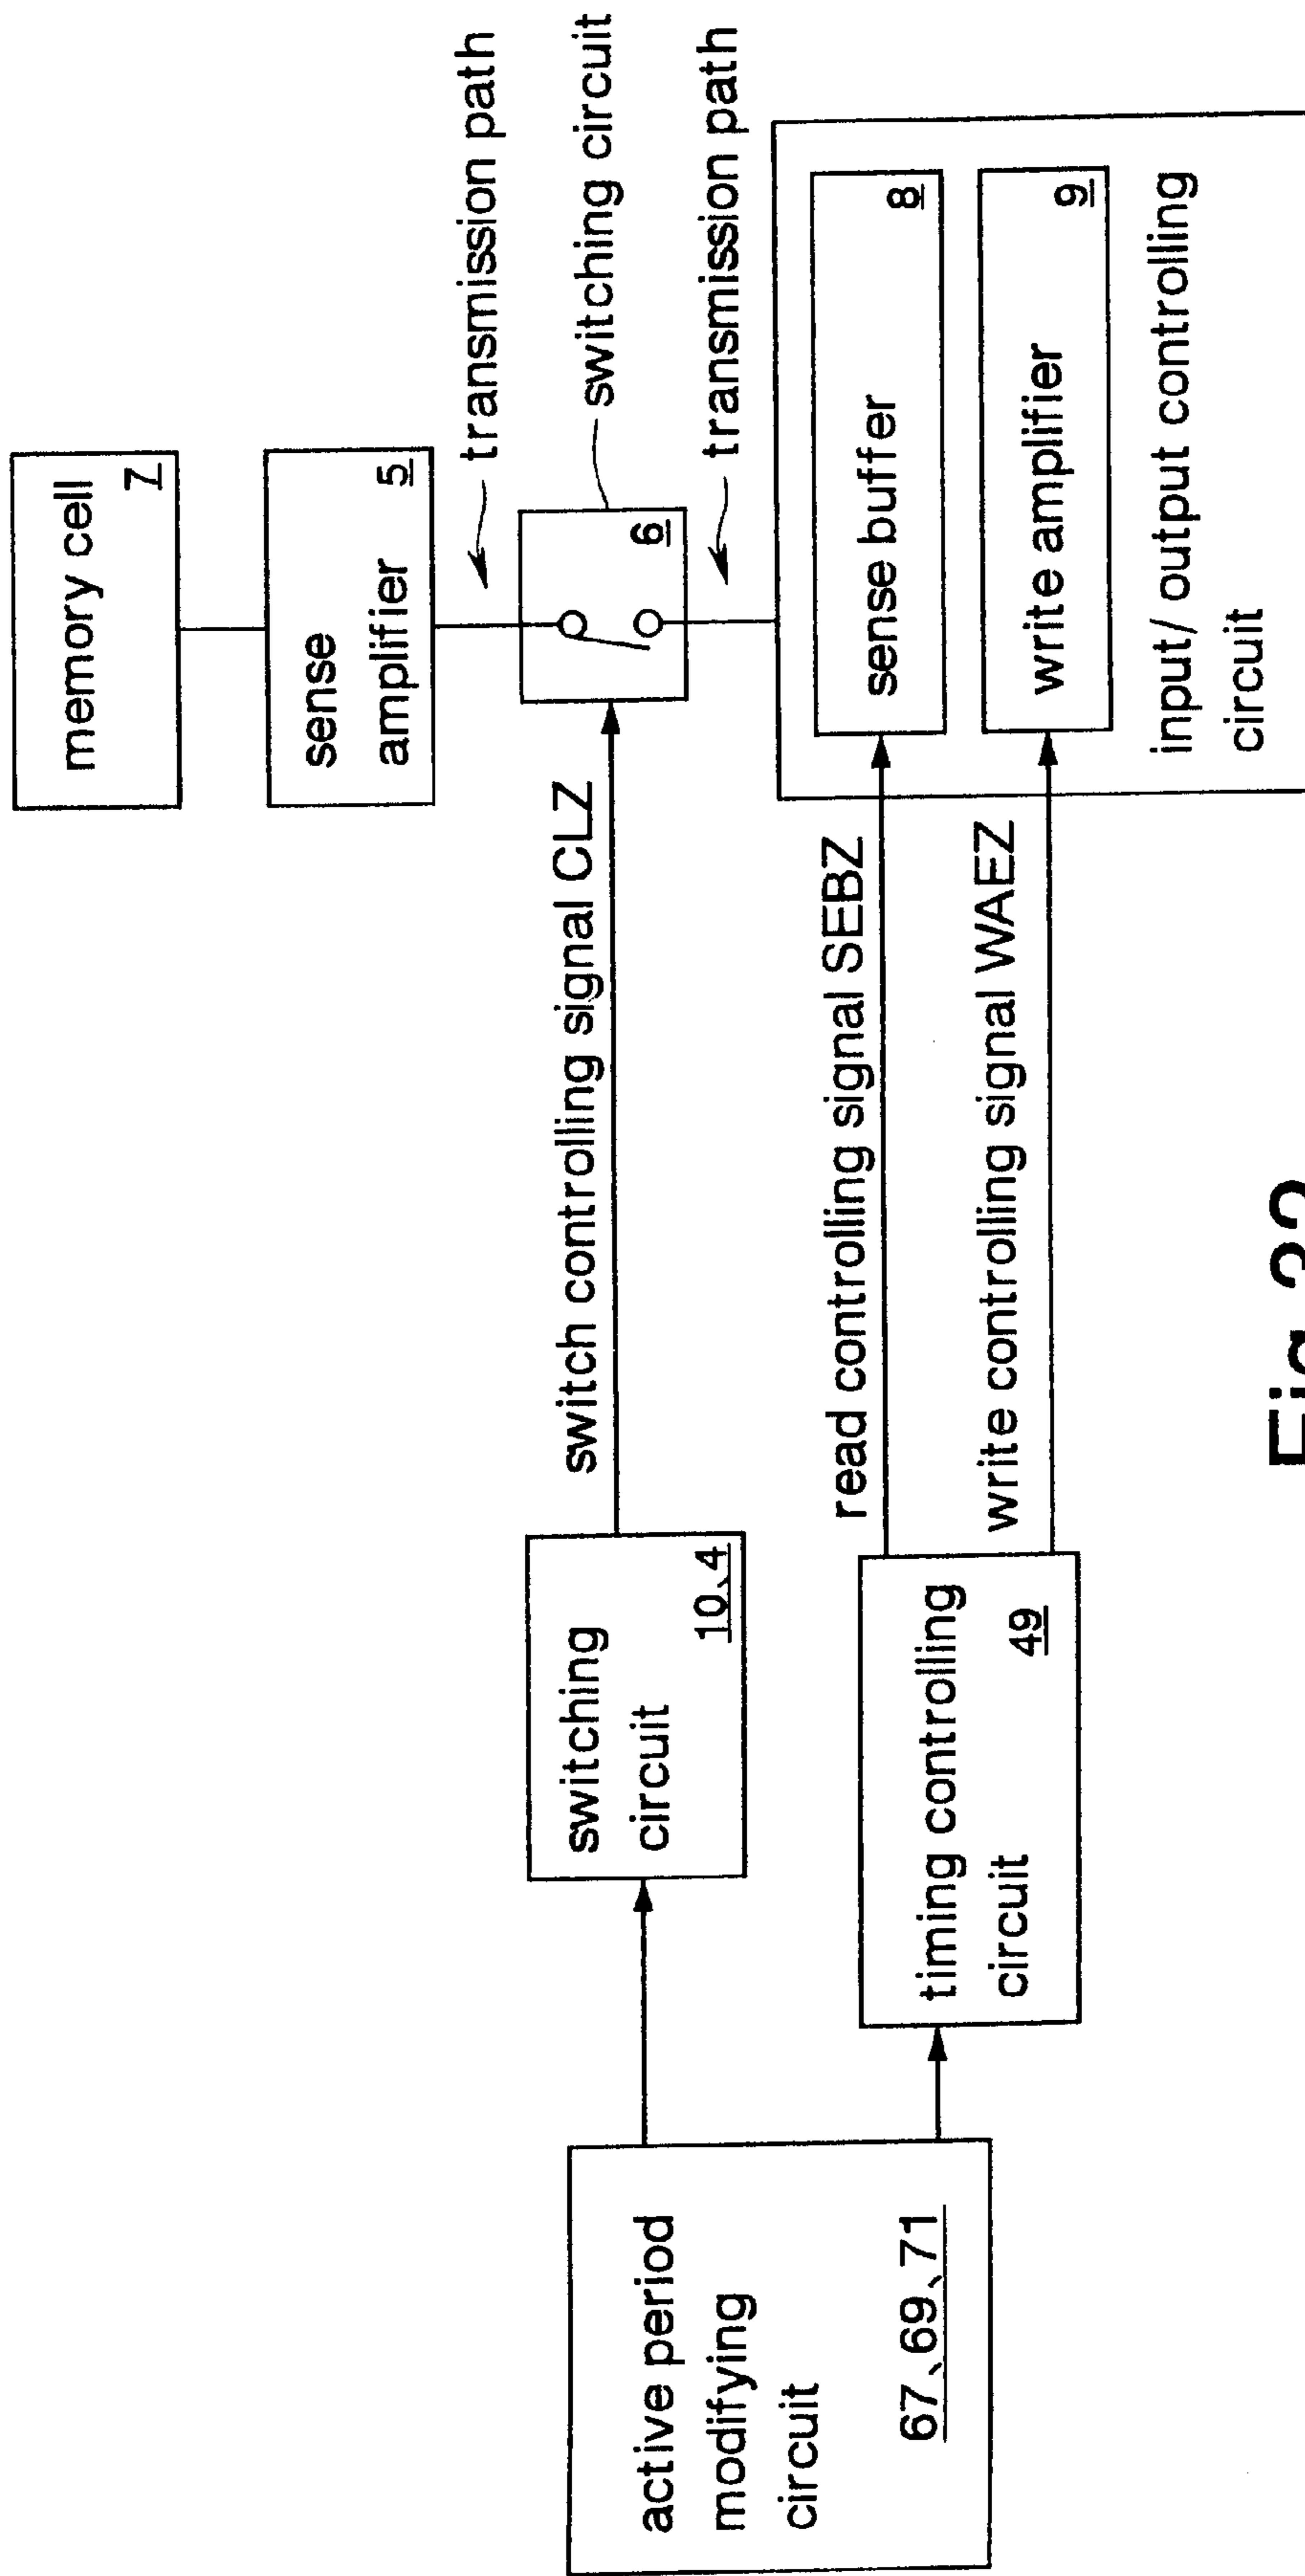 memory cell
7
sense
amplifier
5
transmission path
switching circuit
6
transmission path
sense buffer
8
write amplifier
9
input/ output controlling
circuit
switch controlling signal CLZ
read controlling signal SEBZ
write controlling signal WAEZ
switching
circuit
10、4
timing controlling
circuit
49
active period
modifying
circuit
67、69、71